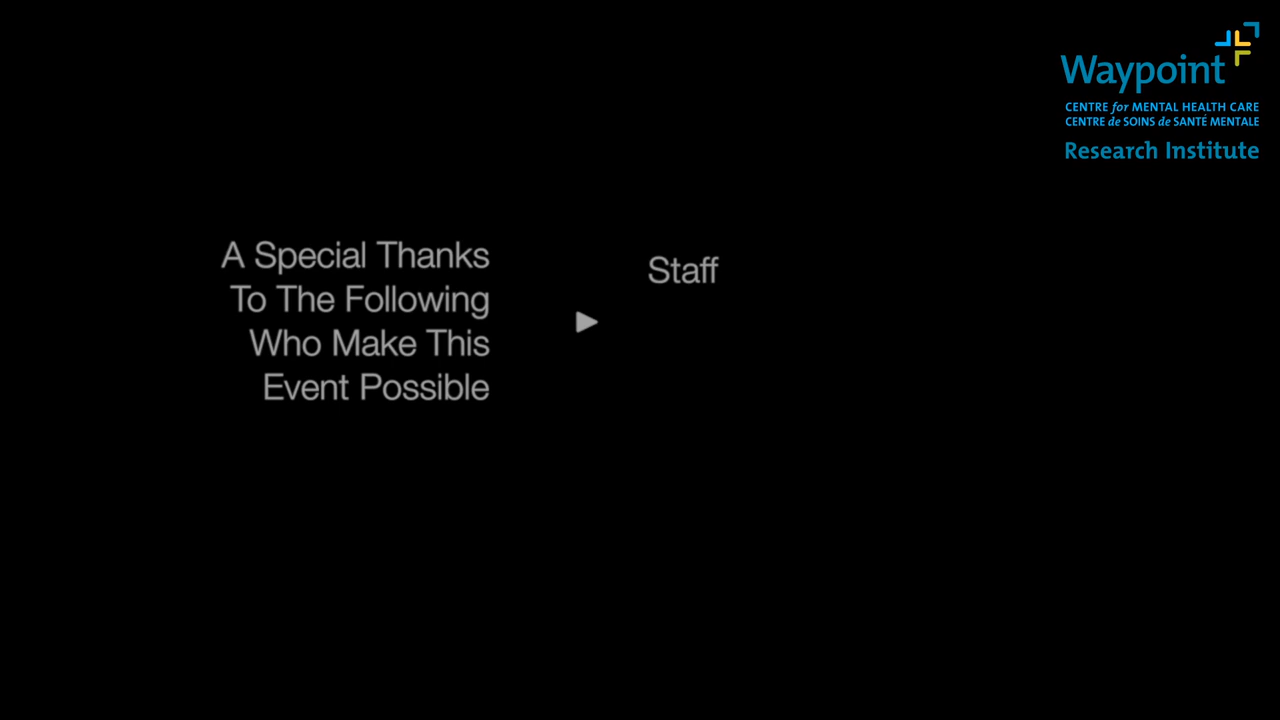 Waypoint
CENTRE for MENTAL HEALTH CARE
CENTRE de SOINS de SANTÉ MENTALE
Research Institute
A Special Thanks
To The Following
Who Make This
Event Possible
Staff